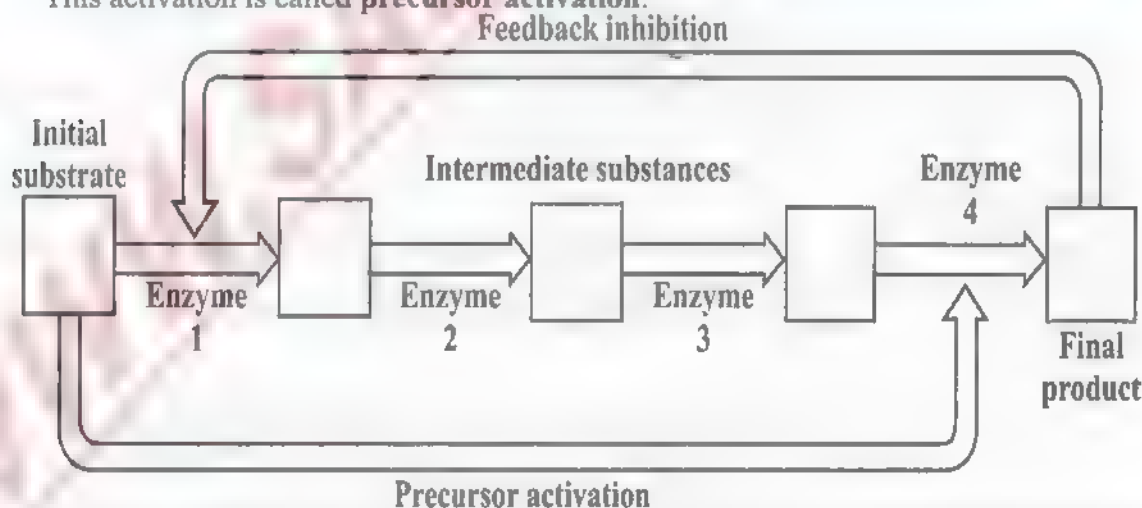 This activation is called precursor activation.
Feedback inhibition
Initial
substrate
Intermediate substances
Enzyme
4
Enzyme
1
Enzyme
2
Enzyme
3
Final
product
Precursor activation